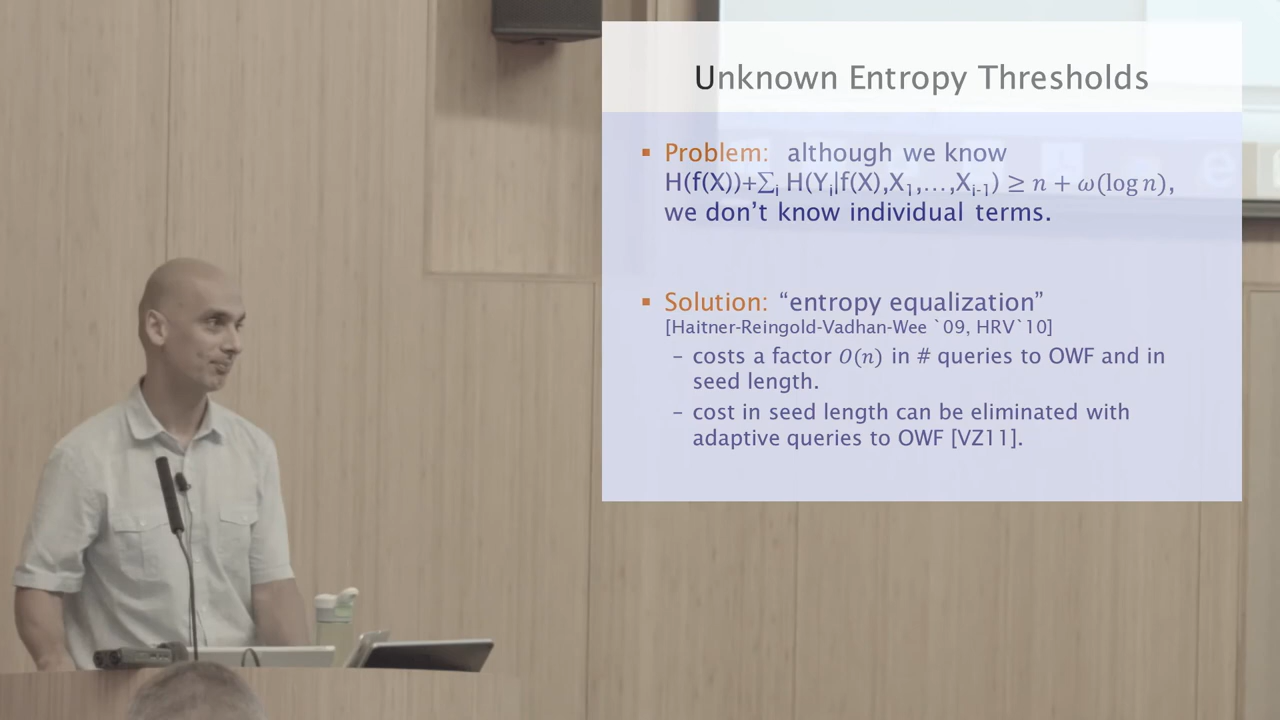 Unknown Entropy Thresholds
▪ Problem: although we know
H(f(X))+∑ᵢ H(Yᵢ|f(X),X₁,…,Xᵢ₋₁) ≥ n + ω(log n),
we don't know individual terms.
▪ Solution: “entropy equalization”
[Haitner-Reingold-Vadhan-Wee `09, HRV`10]
– costs a factor O(n) in # queries to OWF and in
seed length.
– cost in seed length can be eliminated with
adaptive queries to OWF [VZ11].